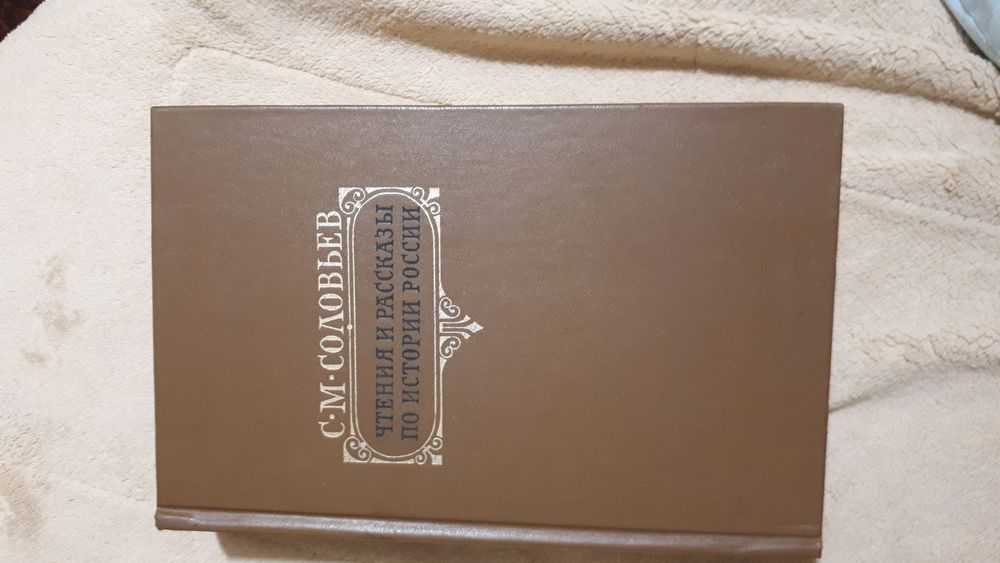 С·М·СОЛОВЬЕВ
ЧТЕНИЯ И РАССКАЗЫ
ПО ИСТОРИИ РОССИИ